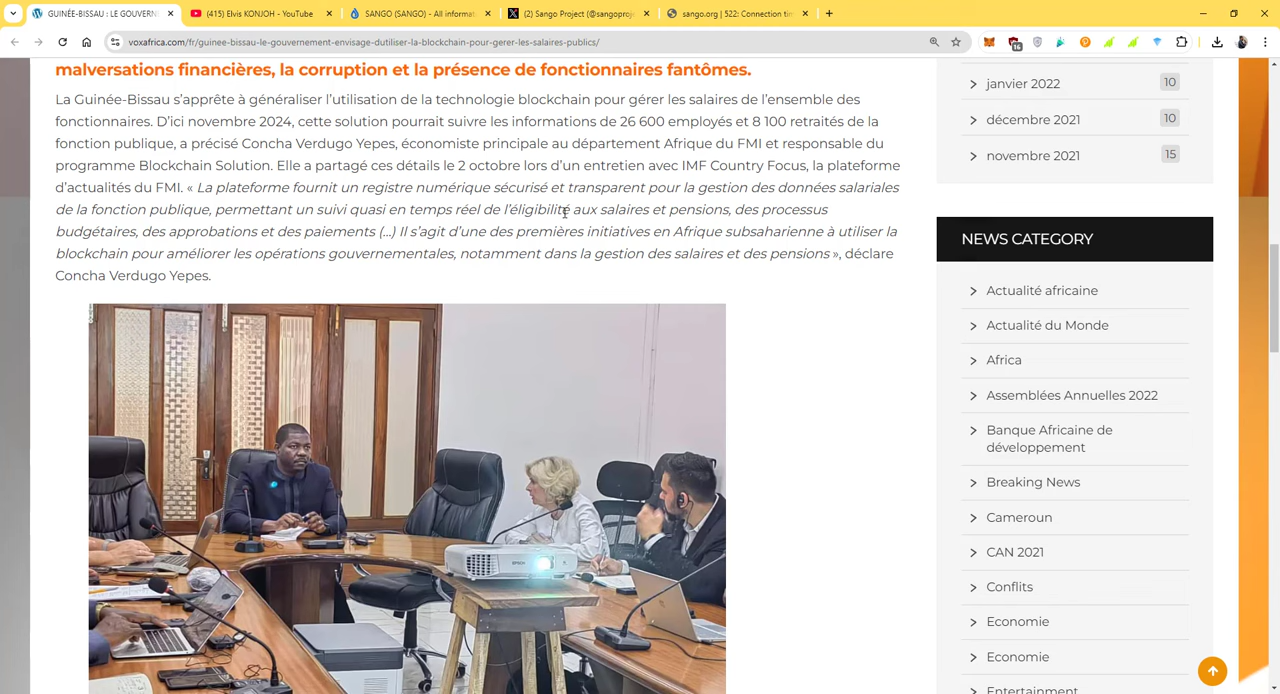 GUINÉE-BISSAU : LE GOUVERN
(415) Elvis KONJOH - YouTube
SANGO (SANGO) - All informat
(2) Sango Project (@sangoproje
sango.org | 522: Connection tim
voxafrica.com/fr/guinee-bissau-le-gouvernement-envisage-dutiliser-la-blockchain-pour-gerer-les-salaires-publics/
16
malversations financières, la corruption et la présence de fonctionnaires fantômes.
La Guinée-Bissau s’apprête à généraliser l’utilisation de la technologie blockchain pour gérer les salaires de l’ensemble des
fonctionnaires. D’ici novembre 2024, cette solution pourrait suivre les informations de 26 600 employés et 8 100 retraités de la
fonction publique, a précisé Concha Verdugo Yepes, économiste principale au département Afrique du FMI et responsable du
programme Blockchain Solution. Elle a partagé ces détails le 2 octobre lors d’un entretien avec IMF Country Focus, la plateforme
d’actualités du FMI. « La plateforme fournit un registre numérique sécurisé et transparent pour la gestion des données salariales
de la fonction publique, permettant un suivi quasi en temps réel de l’éligibilité aux salaires et pensions, des processus
budgétaires, des approbations et des paiements (…) Il s’agit d’une des premières initiatives en Afrique subsaharienne à utiliser la
blockchain pour améliorer les opérations gouvernementales, notamment dans la gestion des salaires et des pensions », déclare
Concha Verdugo Yepes.
EPSON
janvier 2022 10
décembre 2021 10
novembre 2021 15
NEWS CATEGORY
Actualité africaine
Actualité du Monde
Africa
Assemblées Annuelles 2022
Banque Africaine de
développement
Breaking News
Cameroun
CAN 2021
Conflits
Economie
Economie
Entertainment